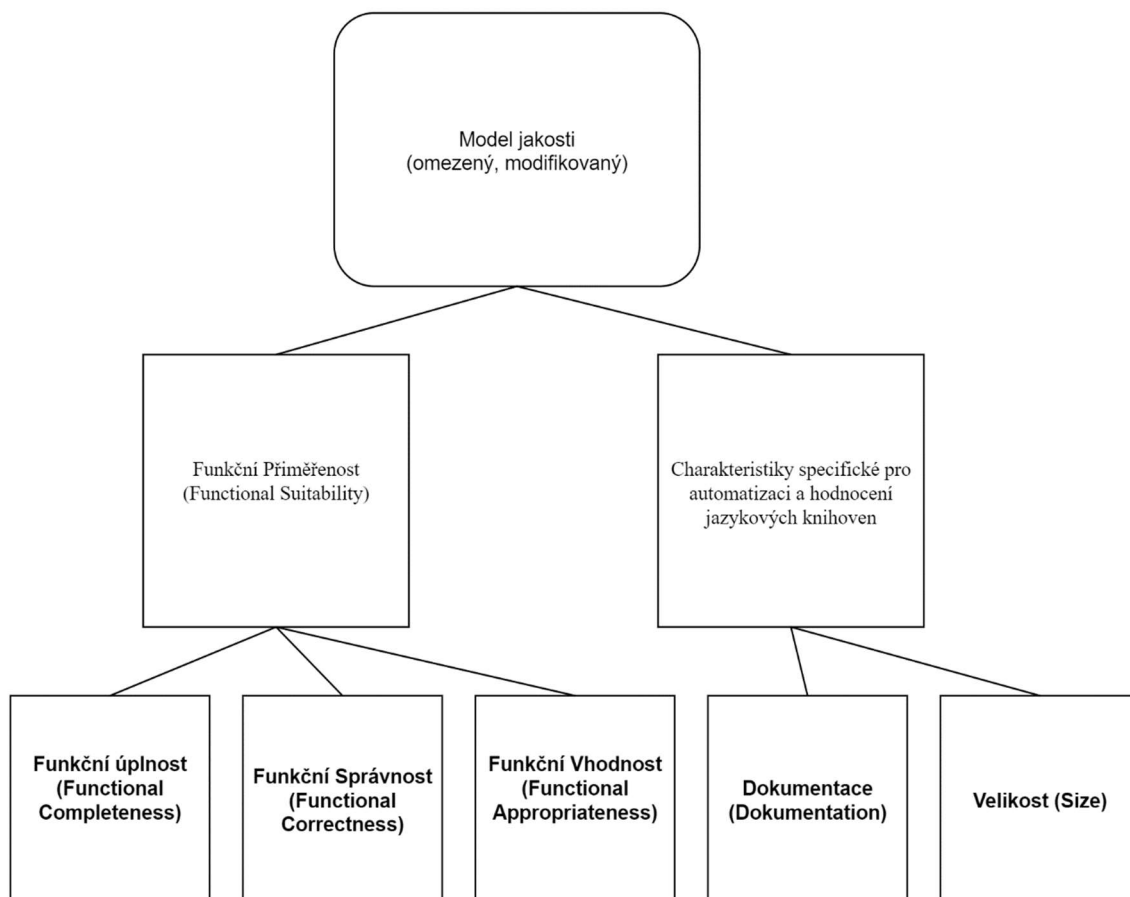 Model jakosti
(omezený, modifikovaný)
Funkční Přiměřenost
(Functional Suitability)
Charakteristiky specifické pro
automatizaci a hodnocení
jazykových knihoven
Funkční úplnost
(Functional
Completeness)
Funkční Správnost
(Functional
Correctness)
Funkční Vhodnost
(Functional
Appropriateness)
Dokumentace
(Dokumentation)
Velikost (Size)